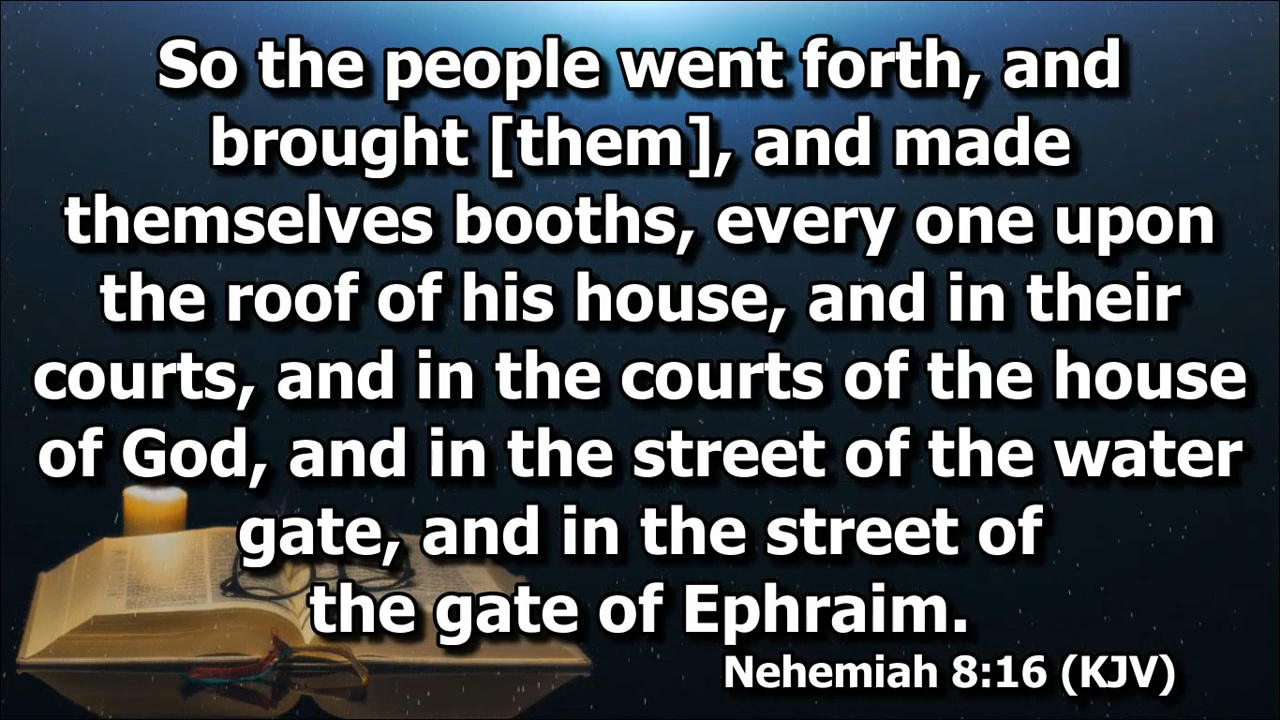 So the people went forth, and
brought [them], and made
themselves booths, every one upon
the roof of his house, and in their
courts, and in the courts of the house
of God, and in the street of the water
gate, and in the street of
the gate of Ephraim.
Nehemiah 8:16 (KJV)